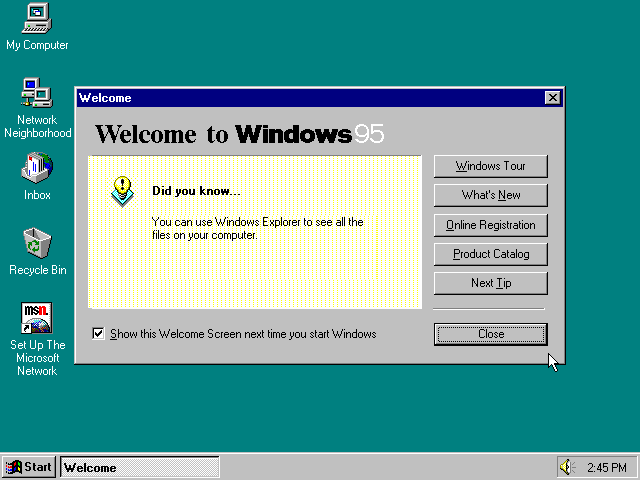 My Computer
Network
Neighborhood
Inbox
Recycle Bin
msn.
Set Up The
Microsoft
Network
Welcome
Welcome to Windows 95
Did you know...
You can use Windows Explorer to see all the
files on your computer.
Windows Tour
What's New
Online Registration
Product Catalog
Next Tip
Show this Welcome Screen next time you start Windows
Close
Start
Welcome
2:45 PM